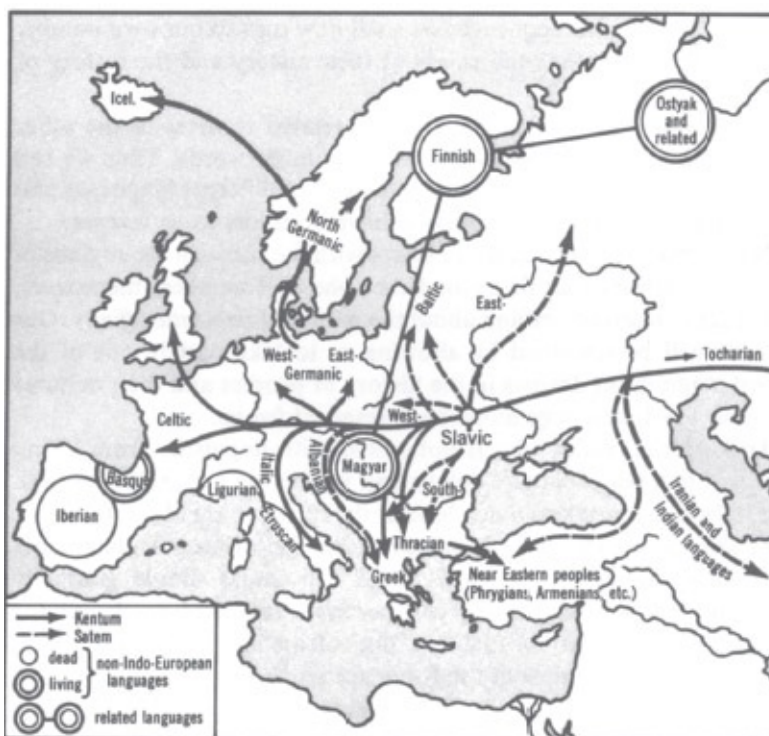 Icel.
Finnish
Ostyak
and
related
North
Germanic
Baltic
East-
West-
East-
Germanic
Tocharian
West-
Slavic
Celtic
Italic
Albanian
Magyar
Basque
Ligurian
Etruscan
Iberian
South-
Thracian
Greek
Near Eastern peoples
(Phrygians, Armenians, etc.)
Iranian and
Indian languages
Kentum
Satem
dead
living
non-Indo-European
languages
related languages